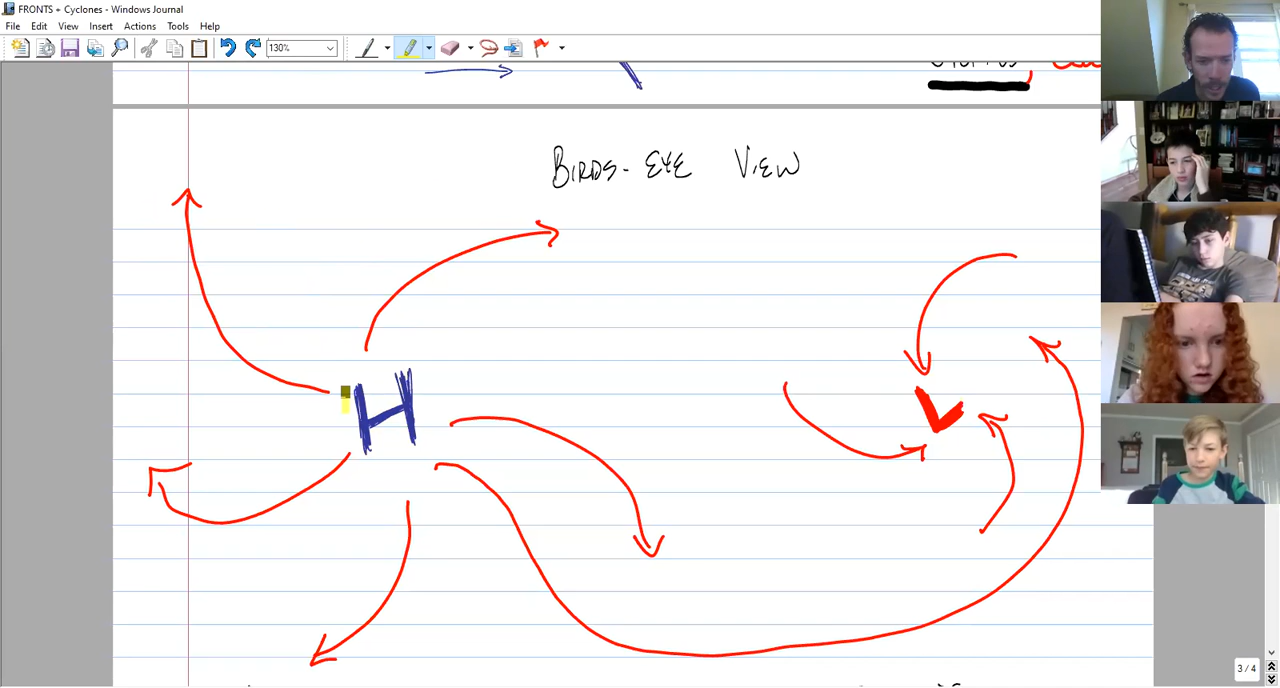 FRONTS + Cyclones - Windows Journal
File Edit View Insert Actions Tools Help
130%
BIRDS-EYE VIEW
H
L
3 / 4